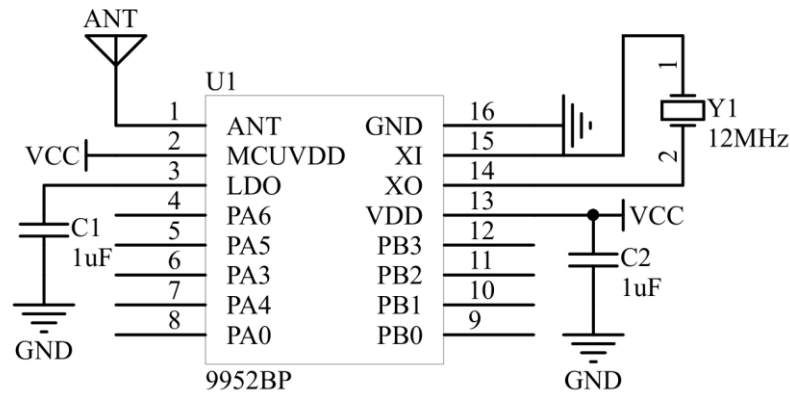 ANT
U1
1
ANT
GND
16
2
VCC
MCUVDD
XI
15
3
LDO
XO
14
4
PA6
VDD
13
VCC
5
PA5
PB3
12
6
PA3
PB2
11
7
PA4
PB1
10
8
PA0
PB0
9
C1
1uF
GND
1
Y1
12MHz
2
C2
1uF
GND
9952BP